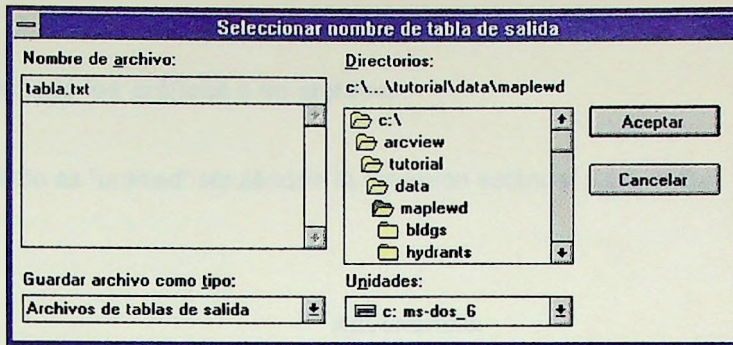 Seleccionar nombre de tabla de salida
Nombre de archivo:
tabla.txt
Guardar archivo como tipo:
Archivos de tablas de salida
Directorios:
c:\...\tutorial\data\maplewd
c:\
arcview
tutorial
data
maplewd
bldgs
hydrants
Unidades:
c: ms-dos_6
Aceptar
Cancelar